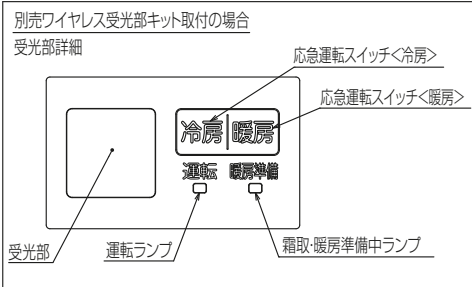 別売ワイヤレス受光部キット取付の場合
受光部詳細
応急運転スイッチ<冷房>
応急運転スイッチ<暖房>
冷房 暖房
運転 暖房準備
受光部
運転ランプ
霜取・暖房準備中ランプ